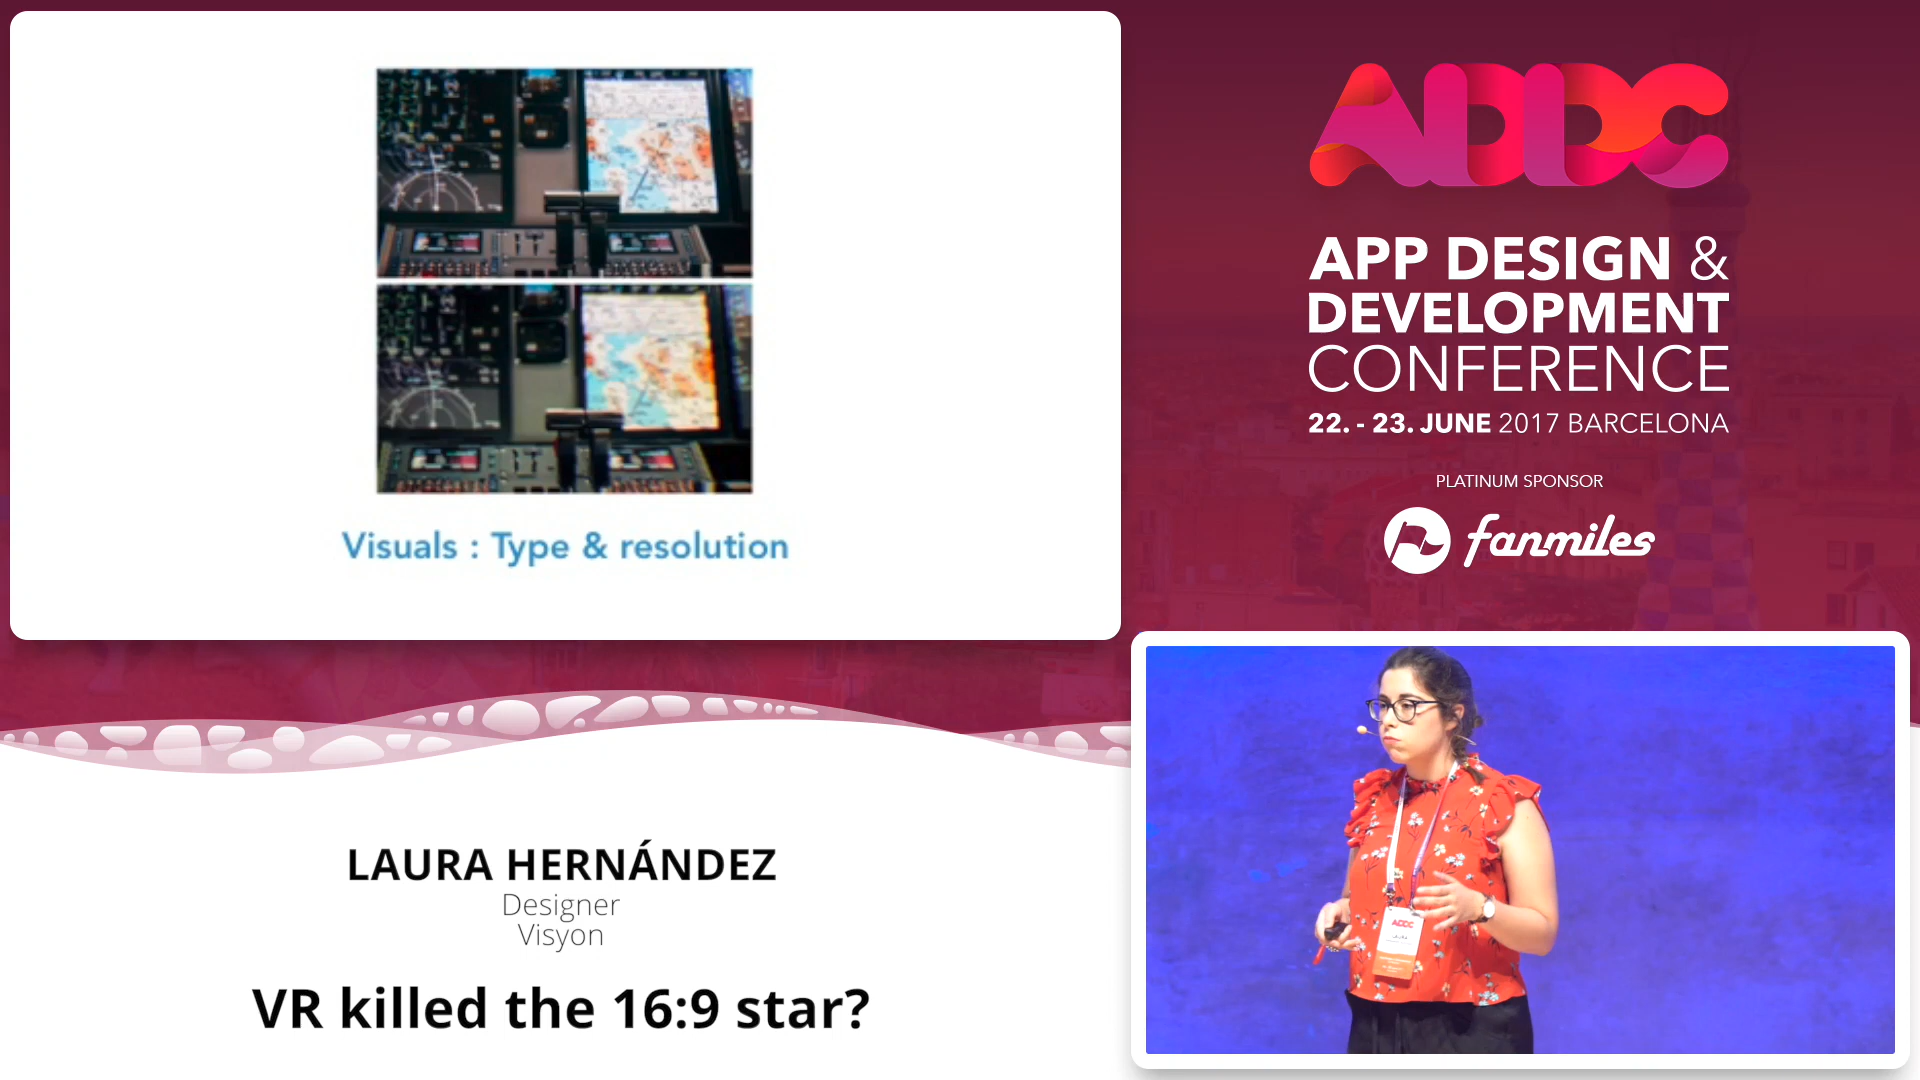 Visuals : Type & resolution
ADDC
APP DESIGN &
DEVELOPMENT
CONFERENCE
22. - 23. JUNE 2017 BARCELONA
PLATINUM SPONSOR
fanmiles
LAURA HERNÁNDEZ
Designer
Visyon
VR killed the 16:9 star?
ADDC